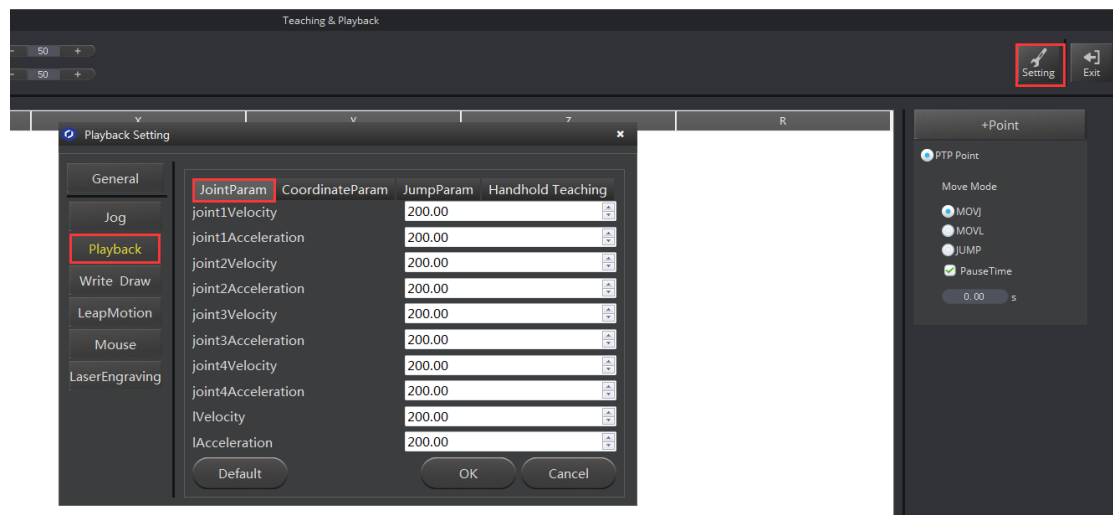 Teaching & Playback
- 50 +
- 50 +
Setting
Exit
X Y Z R
Playback Setting
General
Jog
Playback
Write Draw
LeapMotion
Mouse
LaserEngraving
JointParam CoordinateParam JumpParam Handhold Teaching
joint1Velocity 200.00
joint1Acceleration 200.00
joint2Velocity 200.00
joint2Acceleration 200.00
joint3Velocity 200.00
joint3Acceleration 200.00
joint4Velocity 200.00
joint4Acceleration 200.00
lVelocity 200.00
lAcceleration 200.00
Default OK Cancel
+Point
PTP Point
Move Mode
MOVJ
MOVL
JUMP
PauseTime
0.00 s